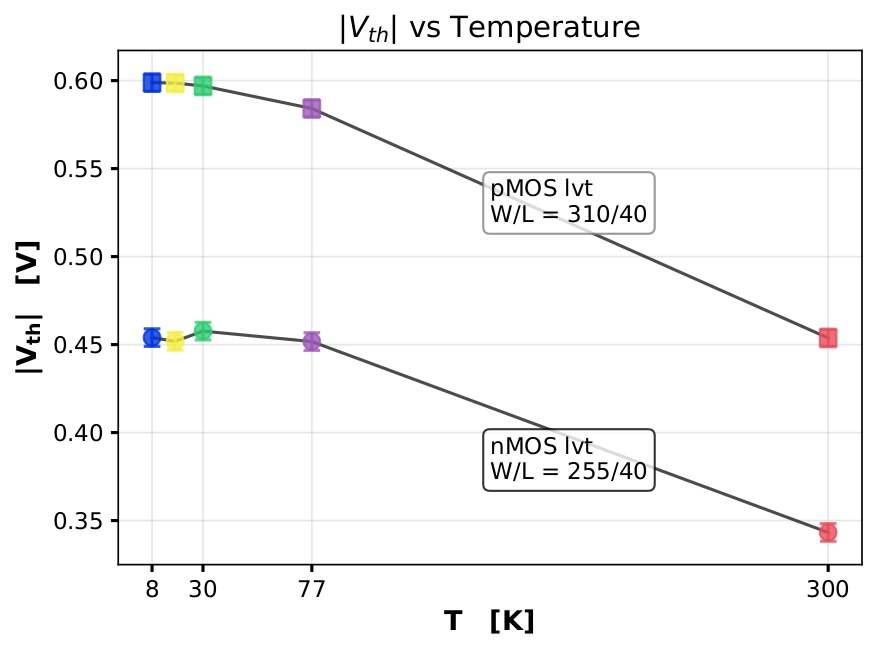 |V_th| vs Temperature
|V_th| [V]
0.60
0.55
0.50
0.45
0.40
0.35
pMOS lvt
W/L = 310/40
nMOS lvt
W/L = 255/40
8 30 77 300
T [K]